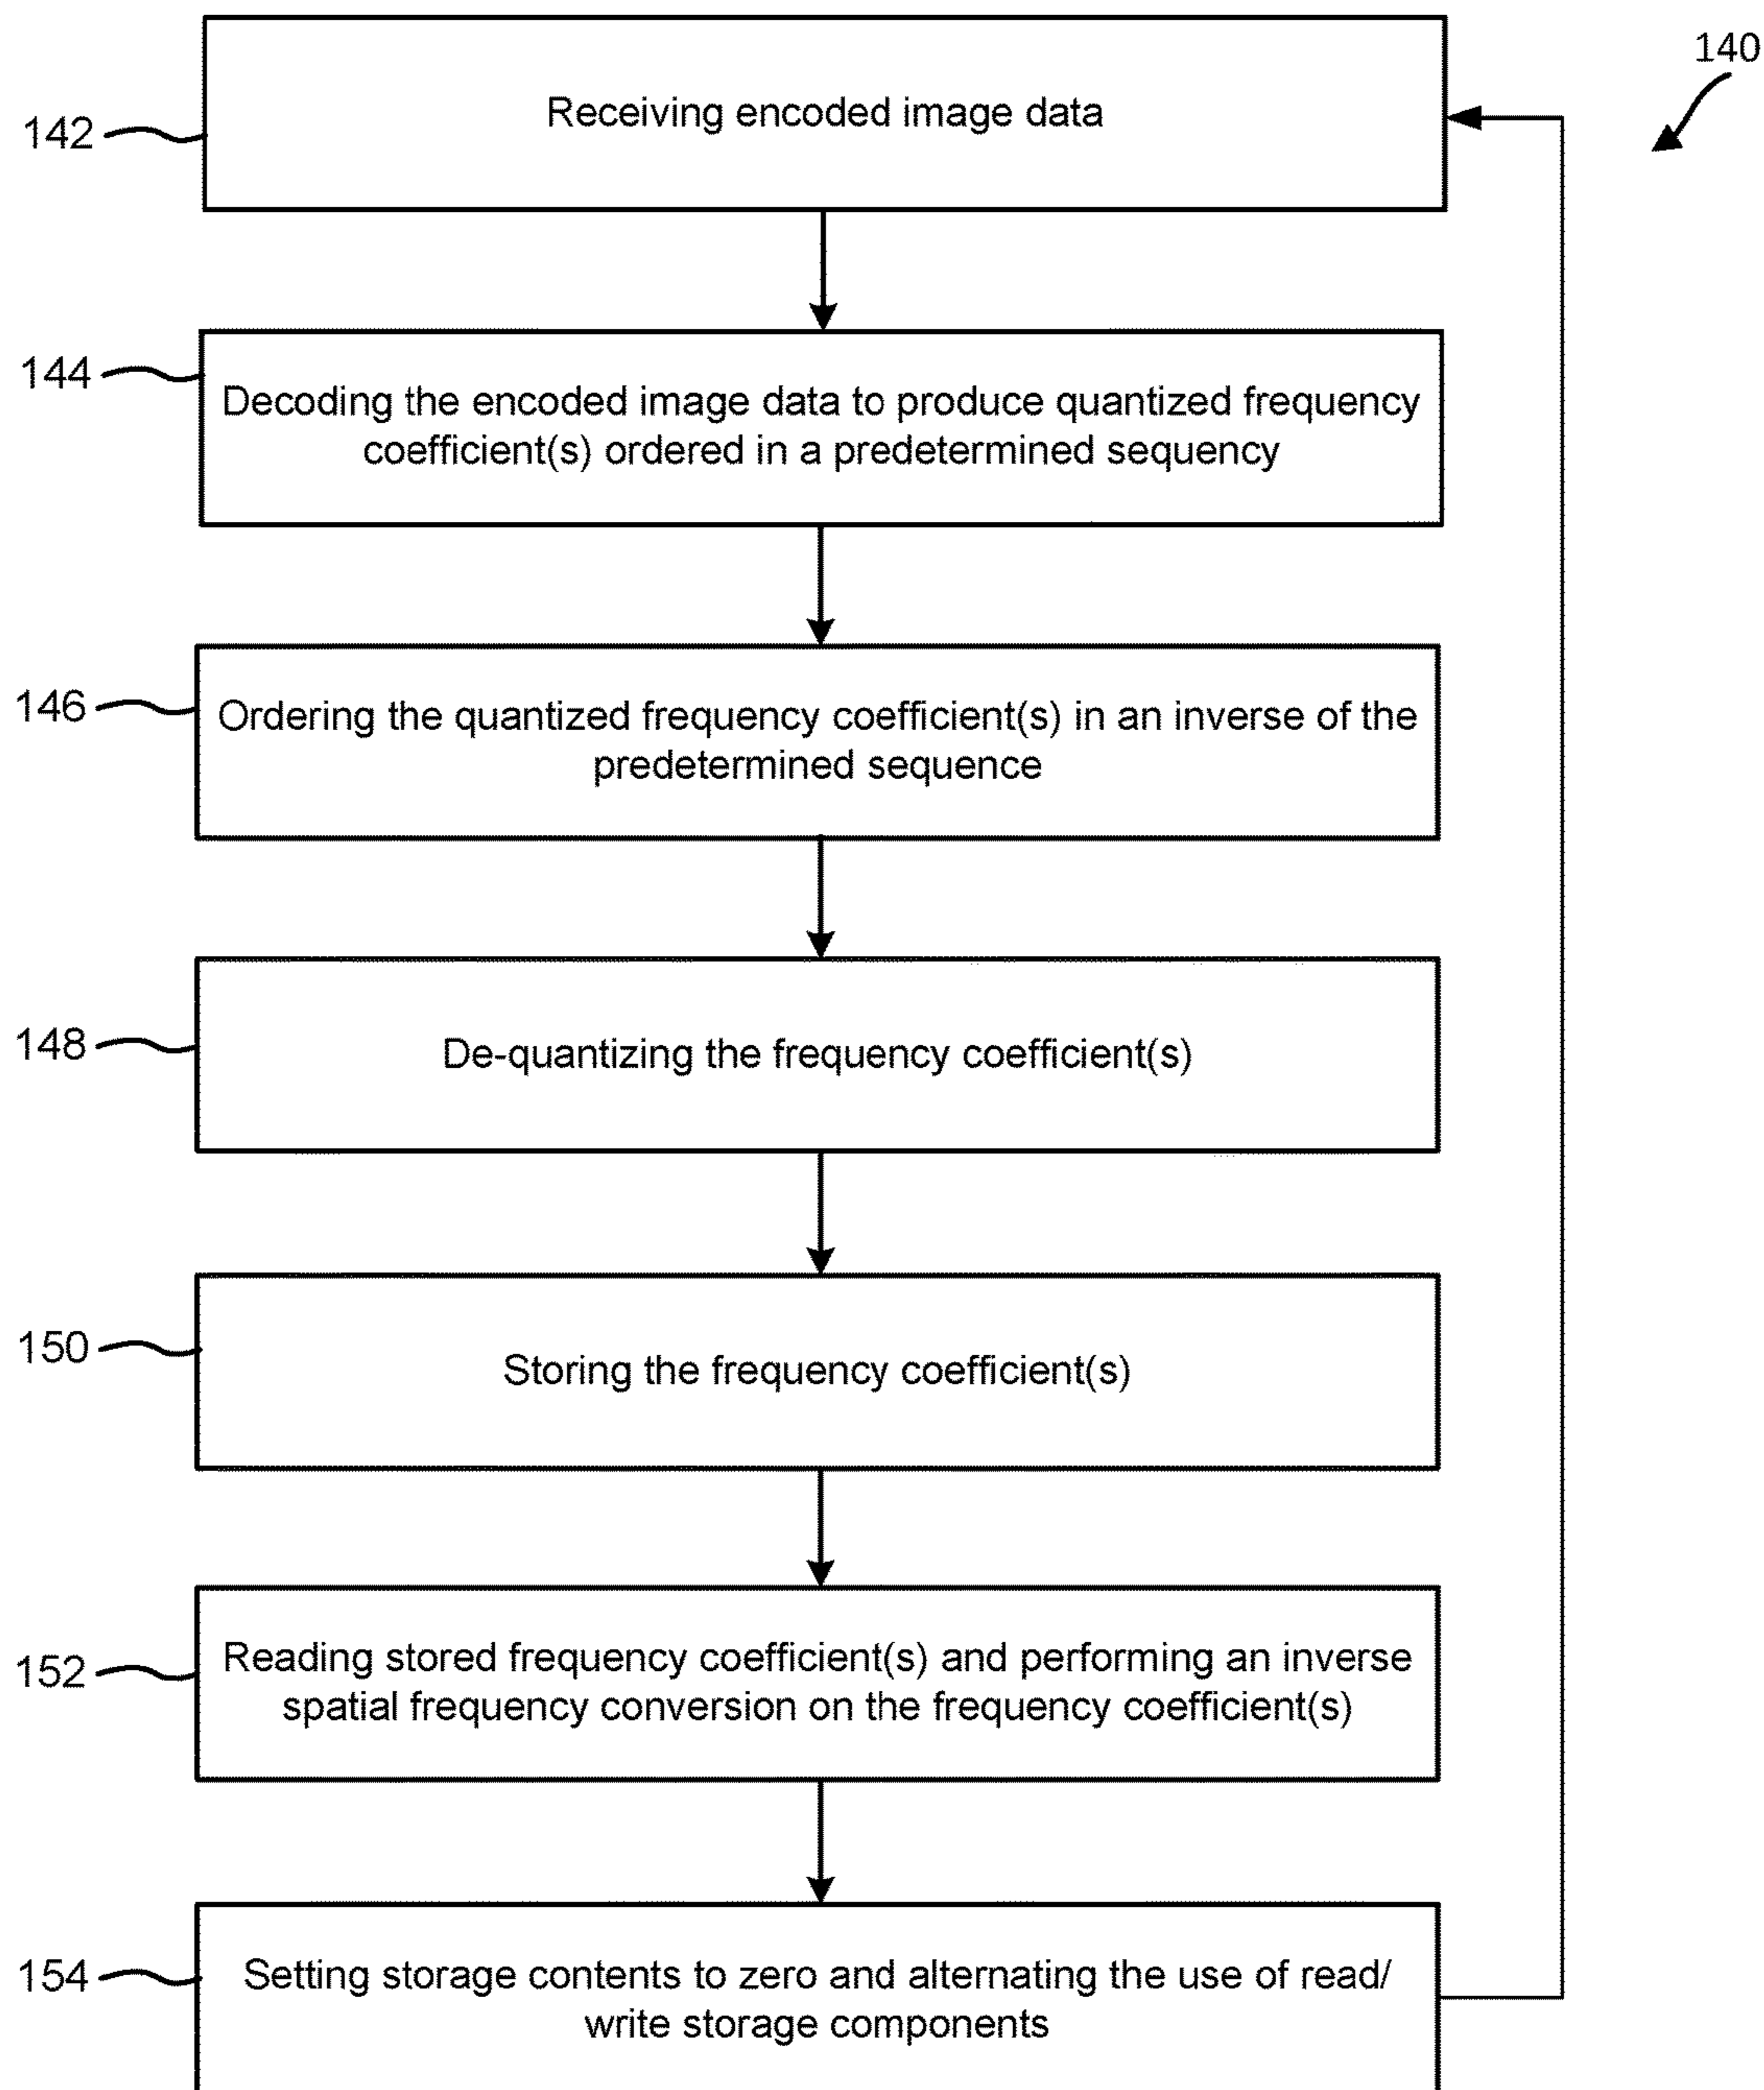 140
142
Receiving encoded image data
144
Decoding the encoded image data to produce quantized frequency
coefficient(s) ordered in a predetermined sequency
146
Ordering the quantized frequency coefficient(s) in an inverse of the
predetermined sequence
148
De-quantizing the frequency coefficient(s)
150
Storing the frequency coefficient(s)
152
Reading stored frequency coefficient(s) and performing an inverse
spatial frequency conversion on the frequency coefficient(s)
154
Setting storage contents to zero and alternating the use of read/
write storage components